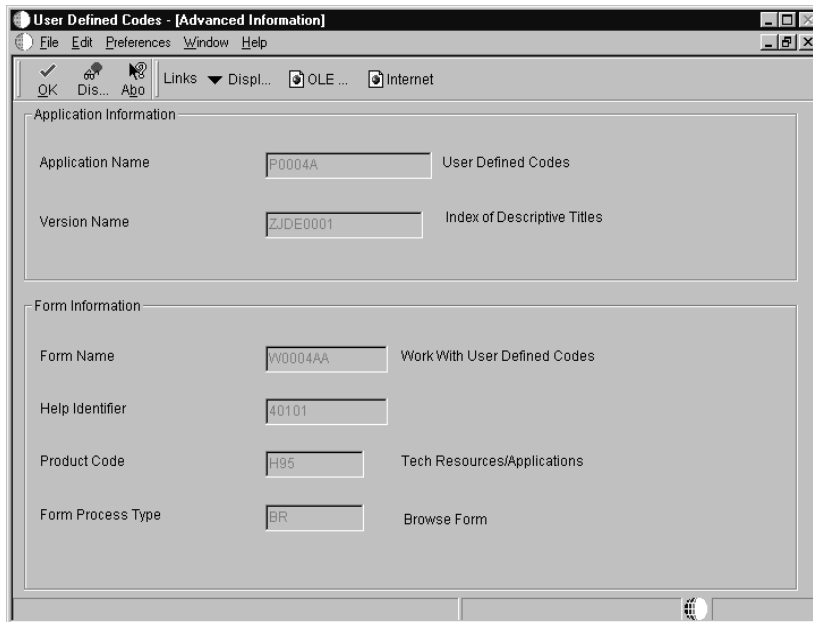 User Defined Codes - [Advanced Information]
File Edit Preferences Window Help
OK Dis... Abo Links Displ... OLE ... Internet
Application Information
Application Name P0004A User Defined Codes
Version Name ZJDE0001 Index of Descriptive Titles
Form Information
Form Name W0004AA Work With User Defined Codes
Help Identifier 40101
Product Code H95 Tech Resources/Applications
Form Process Type BR Browse Form